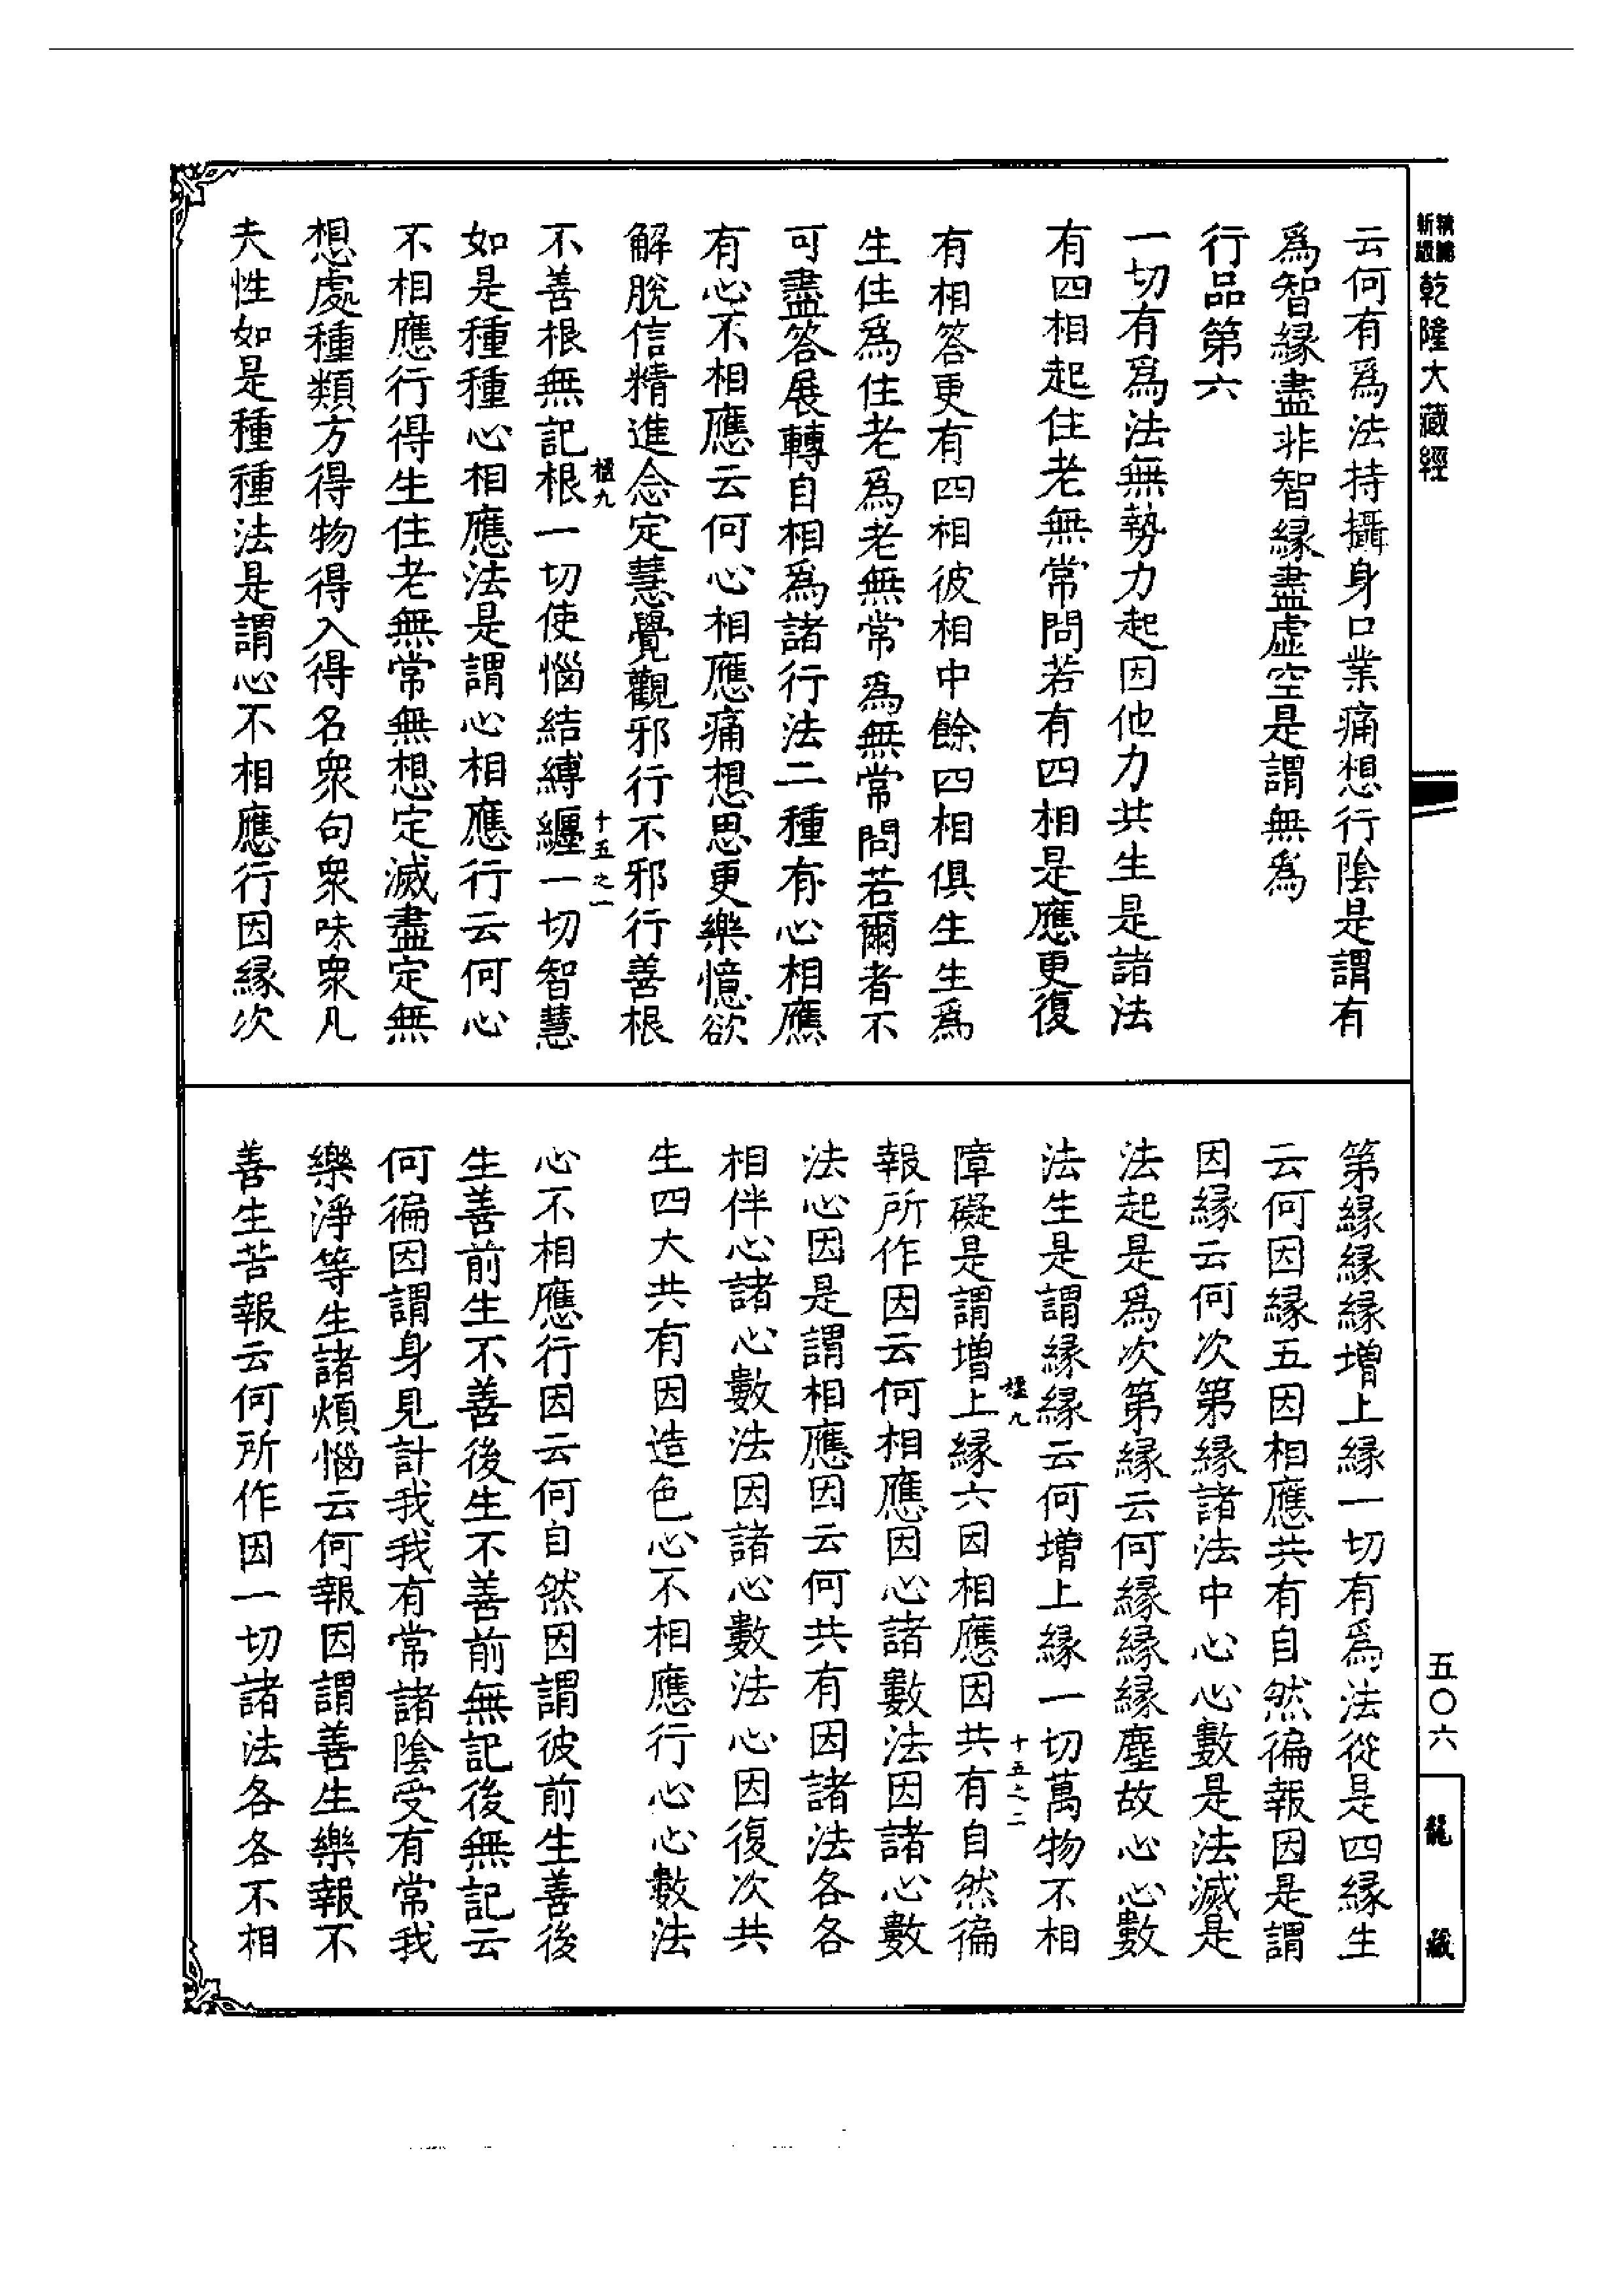 乾隆大藏經
云何有爲法持攝身口業痛想行陰是謂有
爲智緣盡非智緣盡虛空是謂無爲
行品第六
一切有爲法無勢力起因他力共生是諸法
有四相起住老無常問若有四相是應更復
有相答更有四相彼相中餘四相俱生生爲
生住爲住老爲老無常爲無常問若爾者不
可盡答展轉自相爲諸行法二種有心相應
有心不相應云何心相應痛想思更樂憶欲
解脫信精進念定慧覺觀邪行不邪行善根
不善根無記根一切使惱結縛纏一切智慧
如是種種心相應法是謂心相應行云何心
不相應行得生住老無常無想定滅盡定無
想處種類方得物得入得名衆句衆味衆凡
夫性如是種種法是謂心不相應行因緣次
十五之一
第緣緣緣增上緣一切有爲法從是四緣生
云何因緣五因相應共有自然徧報因是謂
因緣云何次第緣諸法中心心數是法滅是
法起是爲次第緣云何緣緣緣塵故心心數
法生是謂緣緣云何增上緣一切萬物不相
障礙是謂增上緣六因相應因共有自然徧
報所作因云何相應因心諸數法因諸心數
法心因是謂相應因云何共有因諸法各各
相伴心諸心數法因諸心數法心因復次共
生四大共有因造色心不相應行心心數法
心不相應行因云何自然因謂彼前生善後
生善前生不善後生不善前無記後無記云
何徧因謂身見計我我有常諸陰受有常我
樂淨等生諸煩惱云何報因謂善生樂報不
善生苦報云何所作因一切諸法各各不相
十五之二
五〇六
龍藏